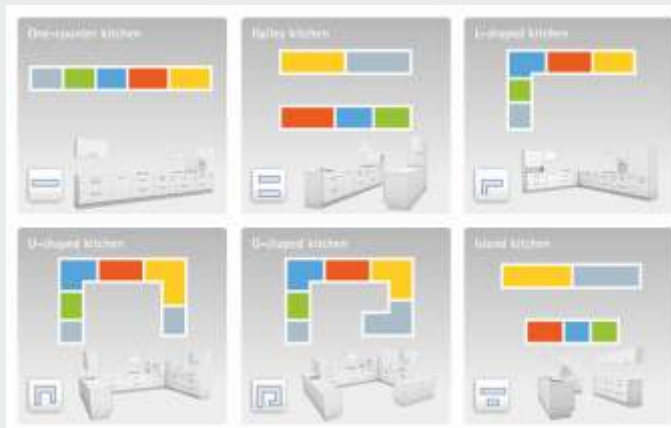 One-counter kitchen
Galley kitchen
L-shaped kitchen
U-shaped kitchen
G-shaped kitchen
Island kitchen